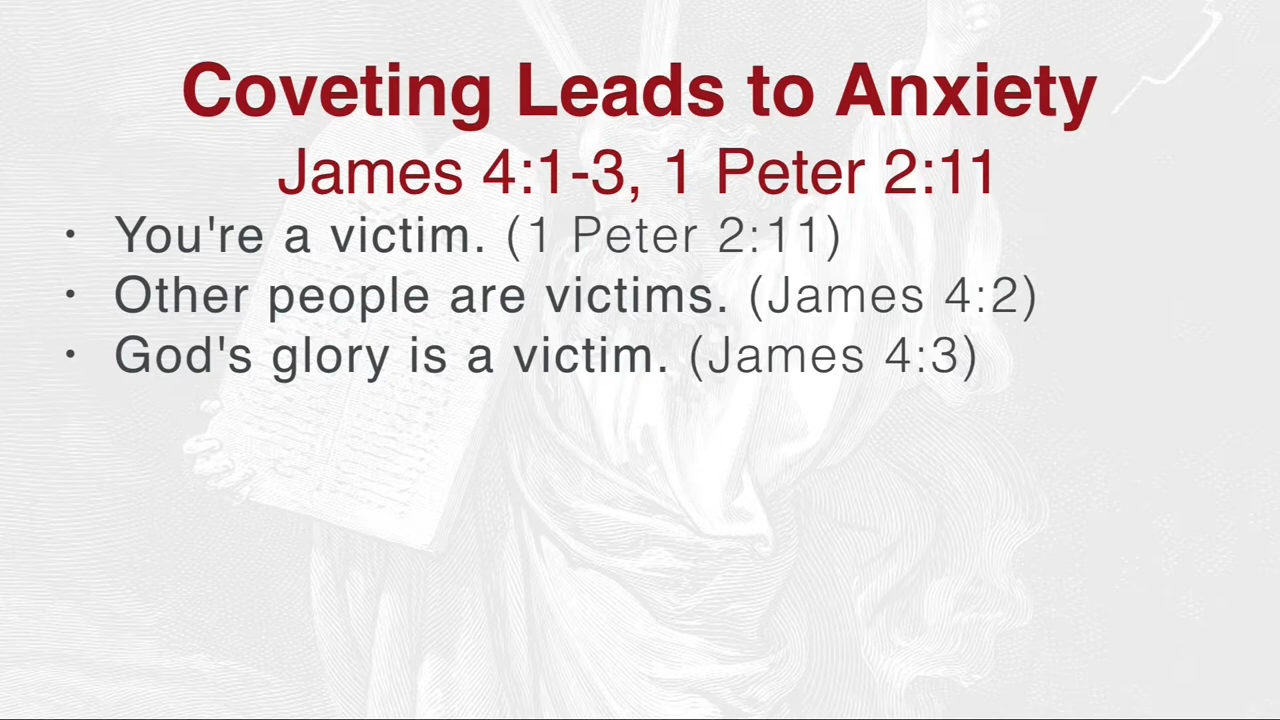 Coveting Leads to Anxiety
James 4:1-3, 1 Peter 2:11
• You're a victim. (1 Peter 2:11)
• Other people are victims. (James 4:2)
• God's glory is a victim. (James 4:3)